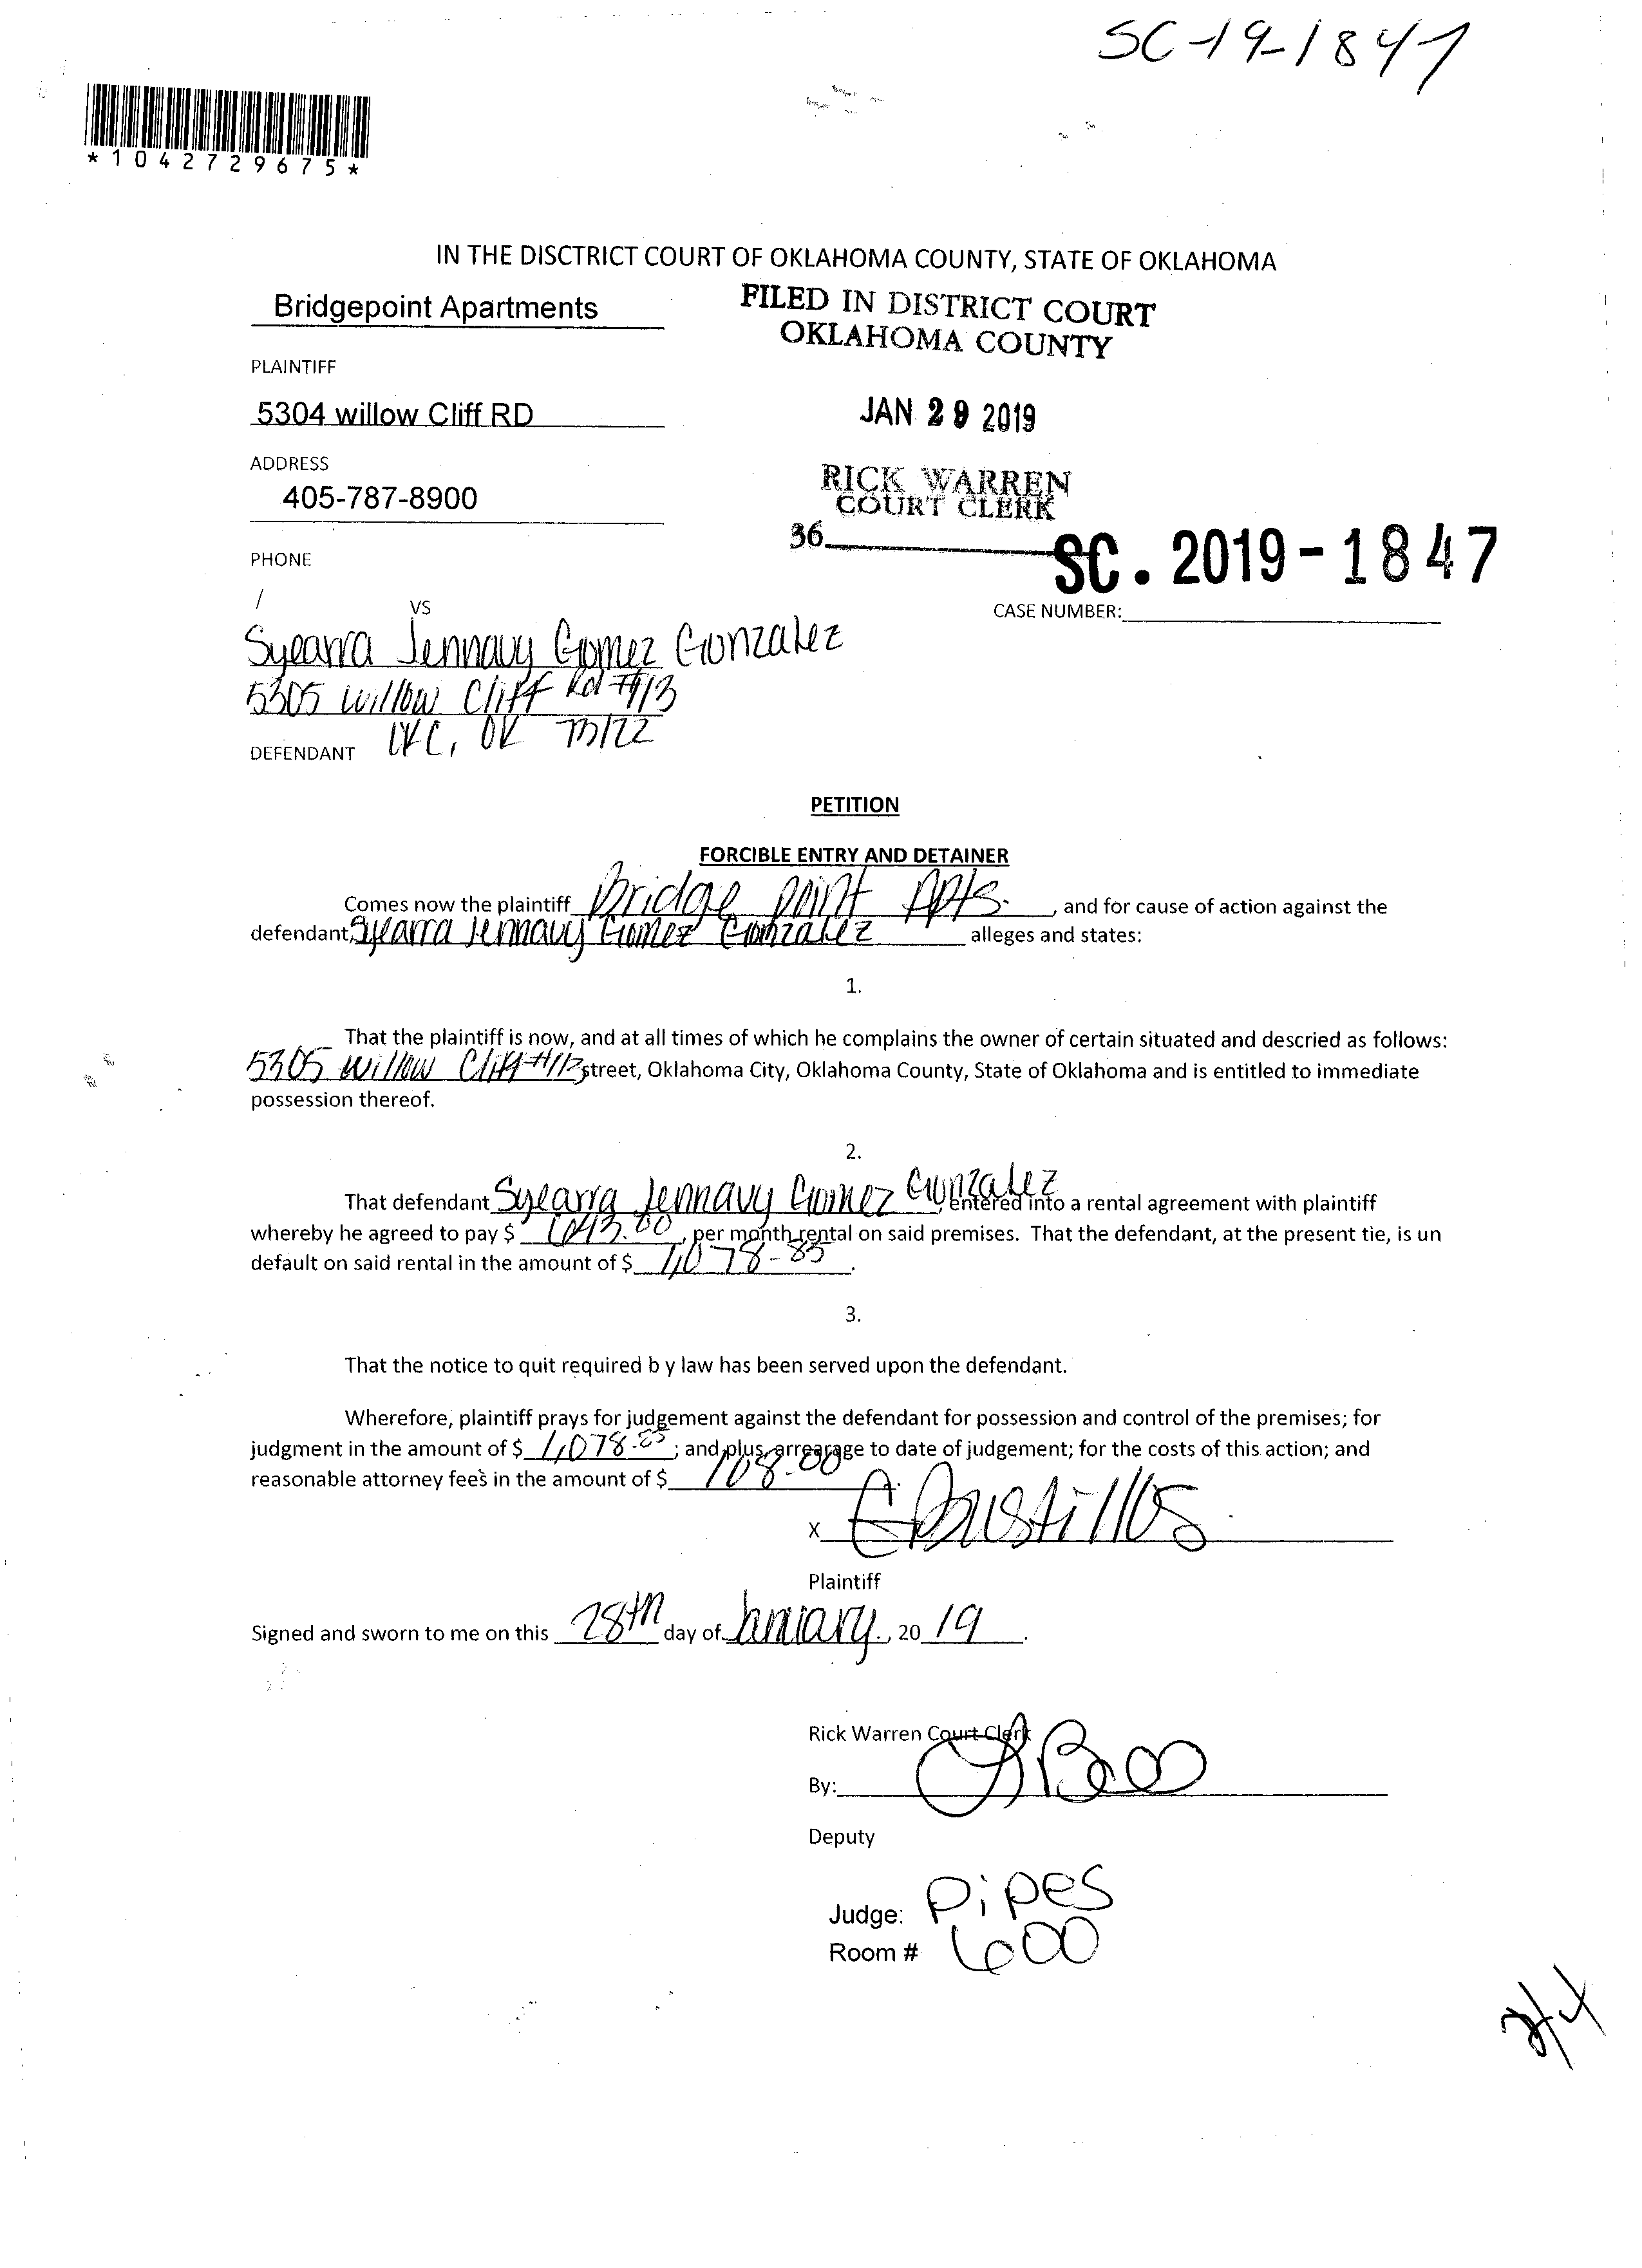 SC-19-1847
*1042729675*
IN THE DISCTRICT COURT OF OKLAHOMA COUNTY, STATE OF OKLAHOMA
Bridgepoint Apartments
FILED IN DISTRICT COURT
OKLAHOMA COUNTY
PLAINTIFF
5304 willow Cliff RD
JAN 29 2019
ADDRESS
RICK WARREN
COURT CLERK
405-787-8900
36
SC. 2019-1847
PHONE
/
VS
CASE NUMBER:
Syearra Jennavy Gomez Gonzalez
5305 Willow Cliff Rd #113
OKC, OK 73122
DEFENDANT
PETITION
FORCIBLE ENTRY AND DETAINER
Comes now the plaintiff Bridge point Apts. , and for cause of action against the
defendant, Syearra Jennavy Gomez Gonzalez alleges and states:
1.
That the plaintiff is now, and at all times of which he complains the owner of certain situated and descried as follows:
5305 Willow Cliff #113 street, Oklahoma City, Oklahoma County, State of Oklahoma and is entitled to immediate
possession thereof.
2.
That defendant Syearra Jennavy Gomez Gonzalez, entered into a rental agreement with plaintiff
whereby he agreed to pay $ 1043.00, per month rental on said premises. That the defendant, at the present tie, is un
default on said rental in the amount of $ 1,078-85.
3.
That the notice to quit required b y law has been served upon the defendant.
Wherefore, plaintiff prays for judgement against the defendant for possession and control of the premises; for
judgment in the amount of $ 1,078-85; and plus arrearage to date of judgement; for the costs of this action; and
reasonable attorney fees in the amount of $ 108-00.
X EBustillos
Plaintiff
Signed and sworn to me on this 28th day of January, 20 19.
Rick Warren Court Clerk
By:
Deputy
Judge: Pipes
Room # 600
2/4